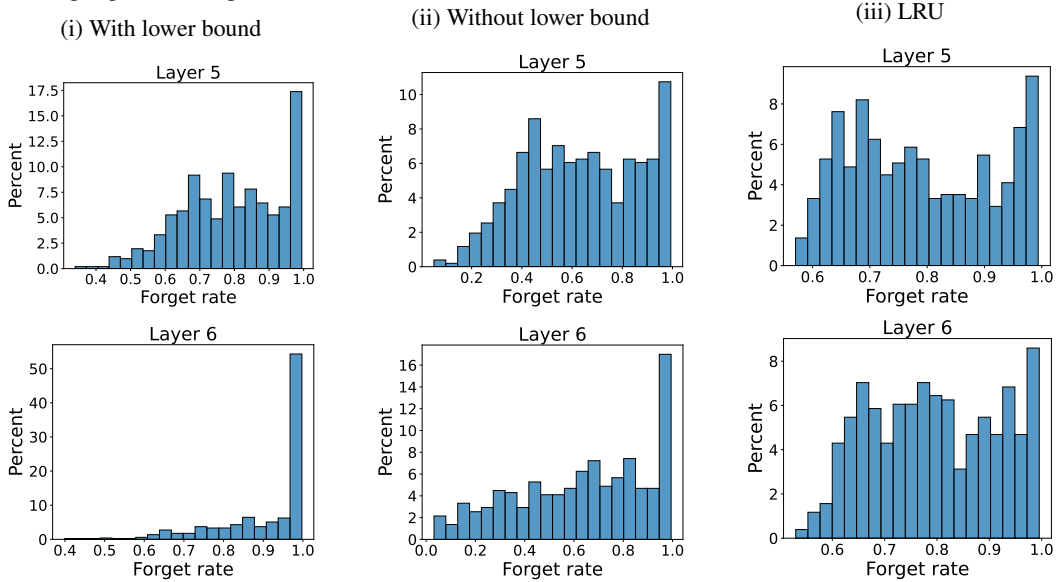 (i) With lower bound
(ii) Without lower bound
(iii) LRU
Layer 5
Percent
17.5
15.0
12.5
10.0
7.5
5.0
2.5
0.0
0.4 0.5 0.6 0.7 0.8 0.9 1.0
Forget rate
Layer 5
Percent
10
8
6
4
2
0
0.2 0.4 0.6 0.8 1.0
Forget rate
Layer 5
Percent
8
6
4
2
0
0.6 0.7 0.8 0.9 1.0
Forget rate
Layer 6
Percent
50
40
30
20
10
0
0.4 0.5 0.6 0.7 0.8 0.9 1.0
Forget rate
Layer 6
Percent
16
14
12
10
8
6
4
2
0
0.0 0.2 0.4 0.6 0.8 1.0
Forget rate
Layer 6
Percent
8
6
4
2
0
0.6 0.7 0.8 0.9 1.0
Forget rate